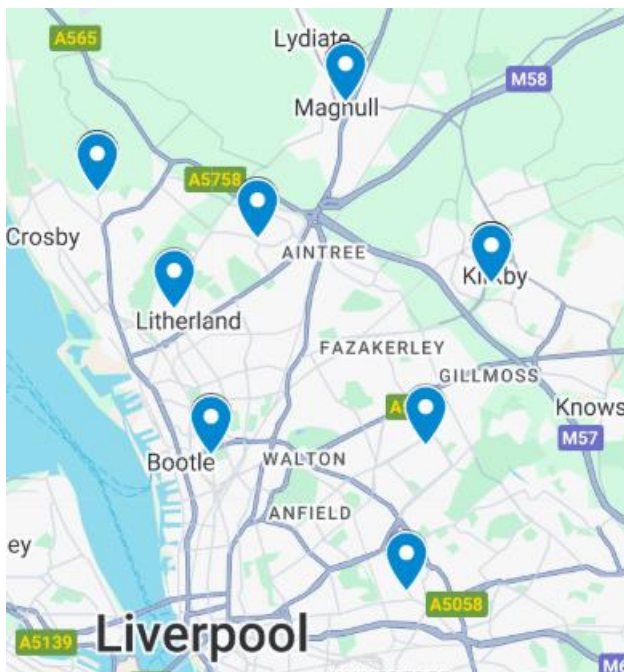 A565
Lydiate
M58
Maghull
A5758
Crosby
AINTREE
Kirkby
Litherland
FAZAKERLEY
GILLMOSS
Knows
M57
Bootle
WALTON
ANFIELD
ey
A5058
A5139
Liverpool